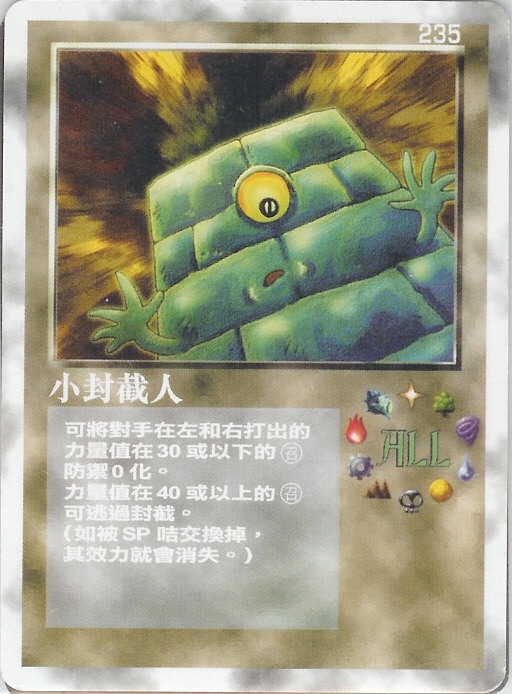 235
小封截人
可將對手在左和右打出的
力量值在30或以下的㊁召
防禦0化。
力量值在40或以上的召
可逃過封截。
(如被SP咭交換掉，
其效力就會消失。)
ALL